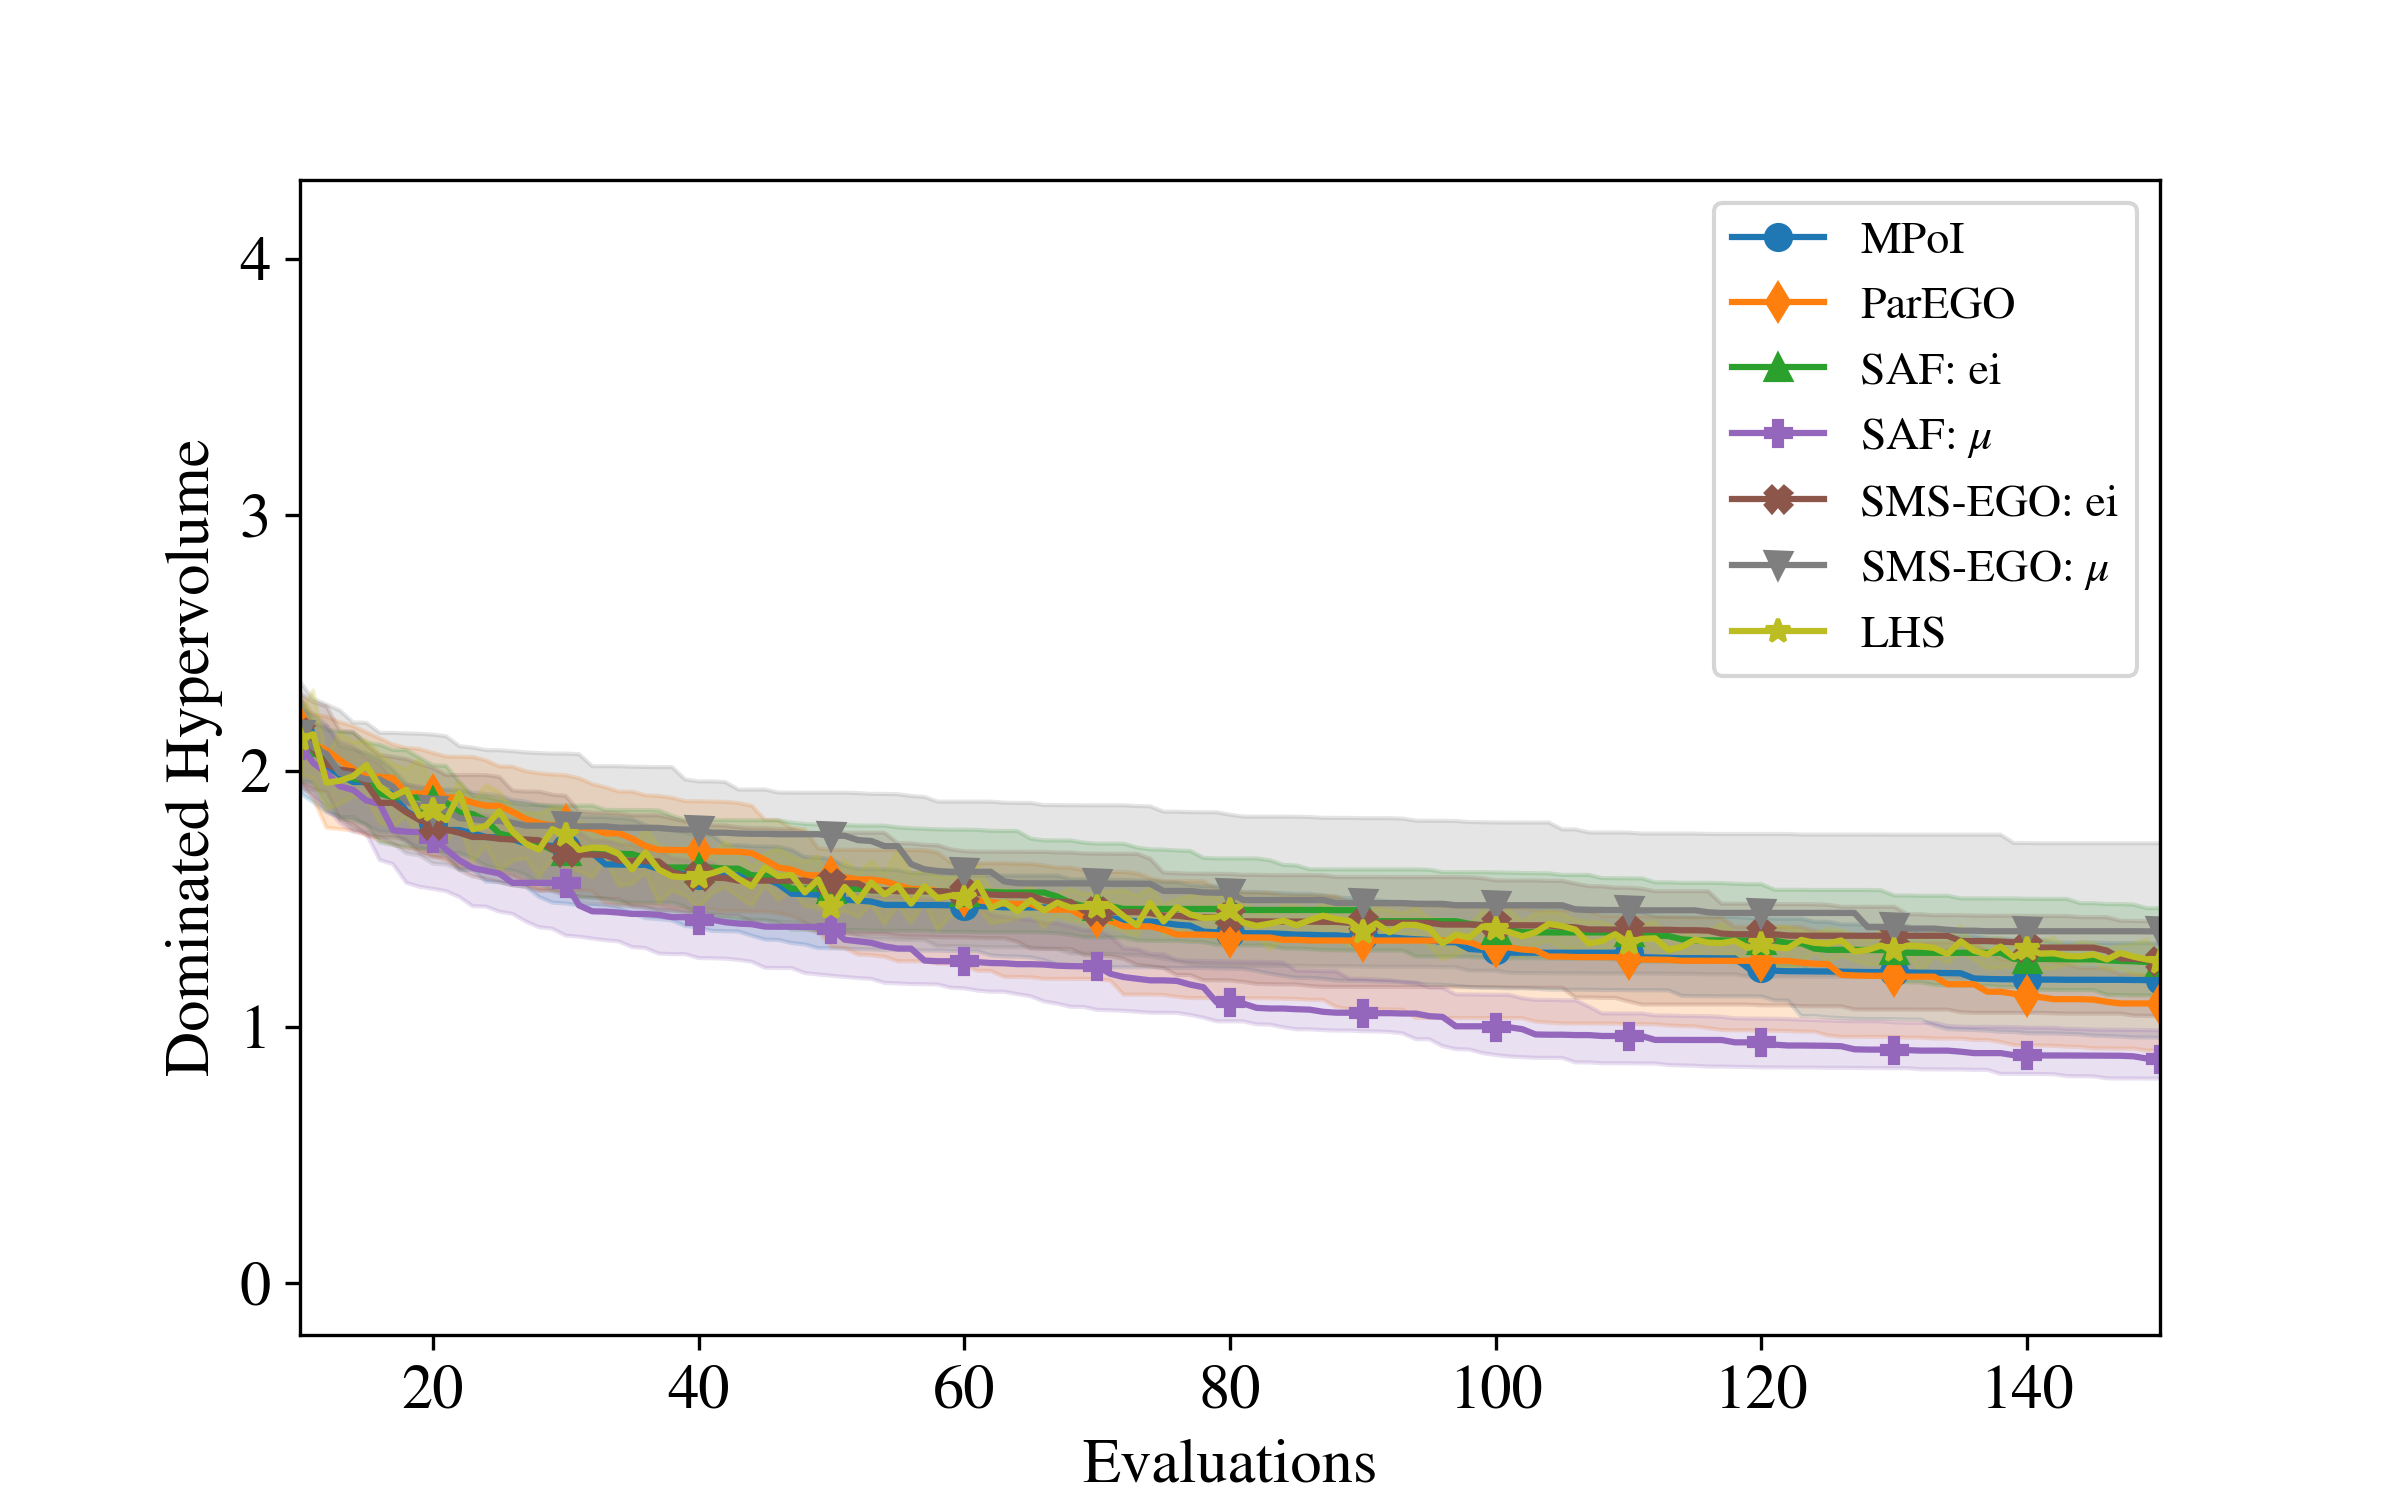 MPoI
ParEGO
SAF: ei
SAF: μ
SMS-EGO: ei
SMS-EGO: μ
LHS
Dominated Hypervolume
4
3
2
1
0
20 40 60 80 100 120 140
Evaluations